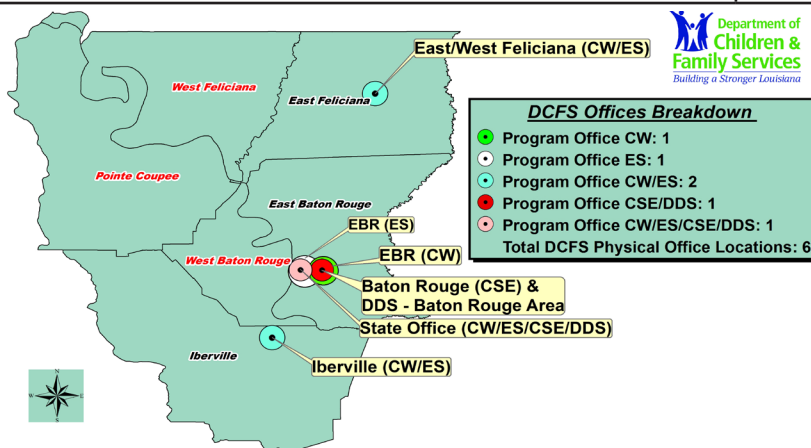 Department of
Children &
Family Services
Building a Stronger Louisiana
East/West Feliciana (CW/ES)
West Feliciana
East Feliciana
DCFS Offices Breakdown
Program Office CW: 1
Program Office ES: 1
Program Office CW/ES: 2
Program Office CSE/DDS: 1
Program Office CW/ES/CSE/DDS: 1
Total DCFS Physical Office Locations: 6
Pointe Coupee
East Baton Rouge
EBR (ES)
EBR (CW)
West Baton Rouge
Baton Rouge (CSE) &
DDS - Baton Rouge Area
State Office (CW/ES/CSE/DDS)
Iberville
Iberville (CW/ES)
N
W
E
S